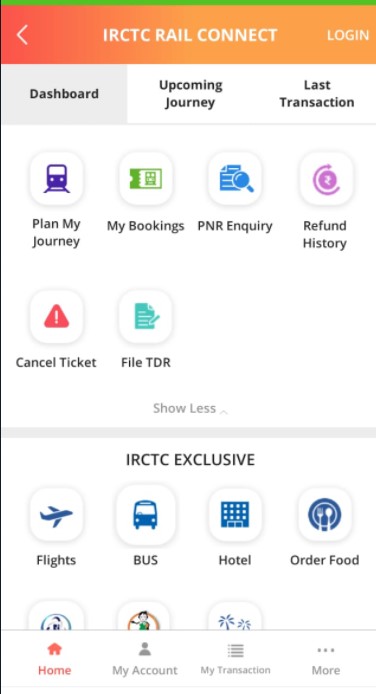 IRCTC RAIL CONNECT
LOGIN
Dashboard
Upcoming
Journey
Last
Transaction
Plan My
Journey
My Bookings
PNR Enquiry
Refund
History
Cancel Ticket
File TDR
Show Less
IRCTC EXCLUSIVE
Flights
BUS
Hotel
Order Food
Home
My Account
My Transaction
More